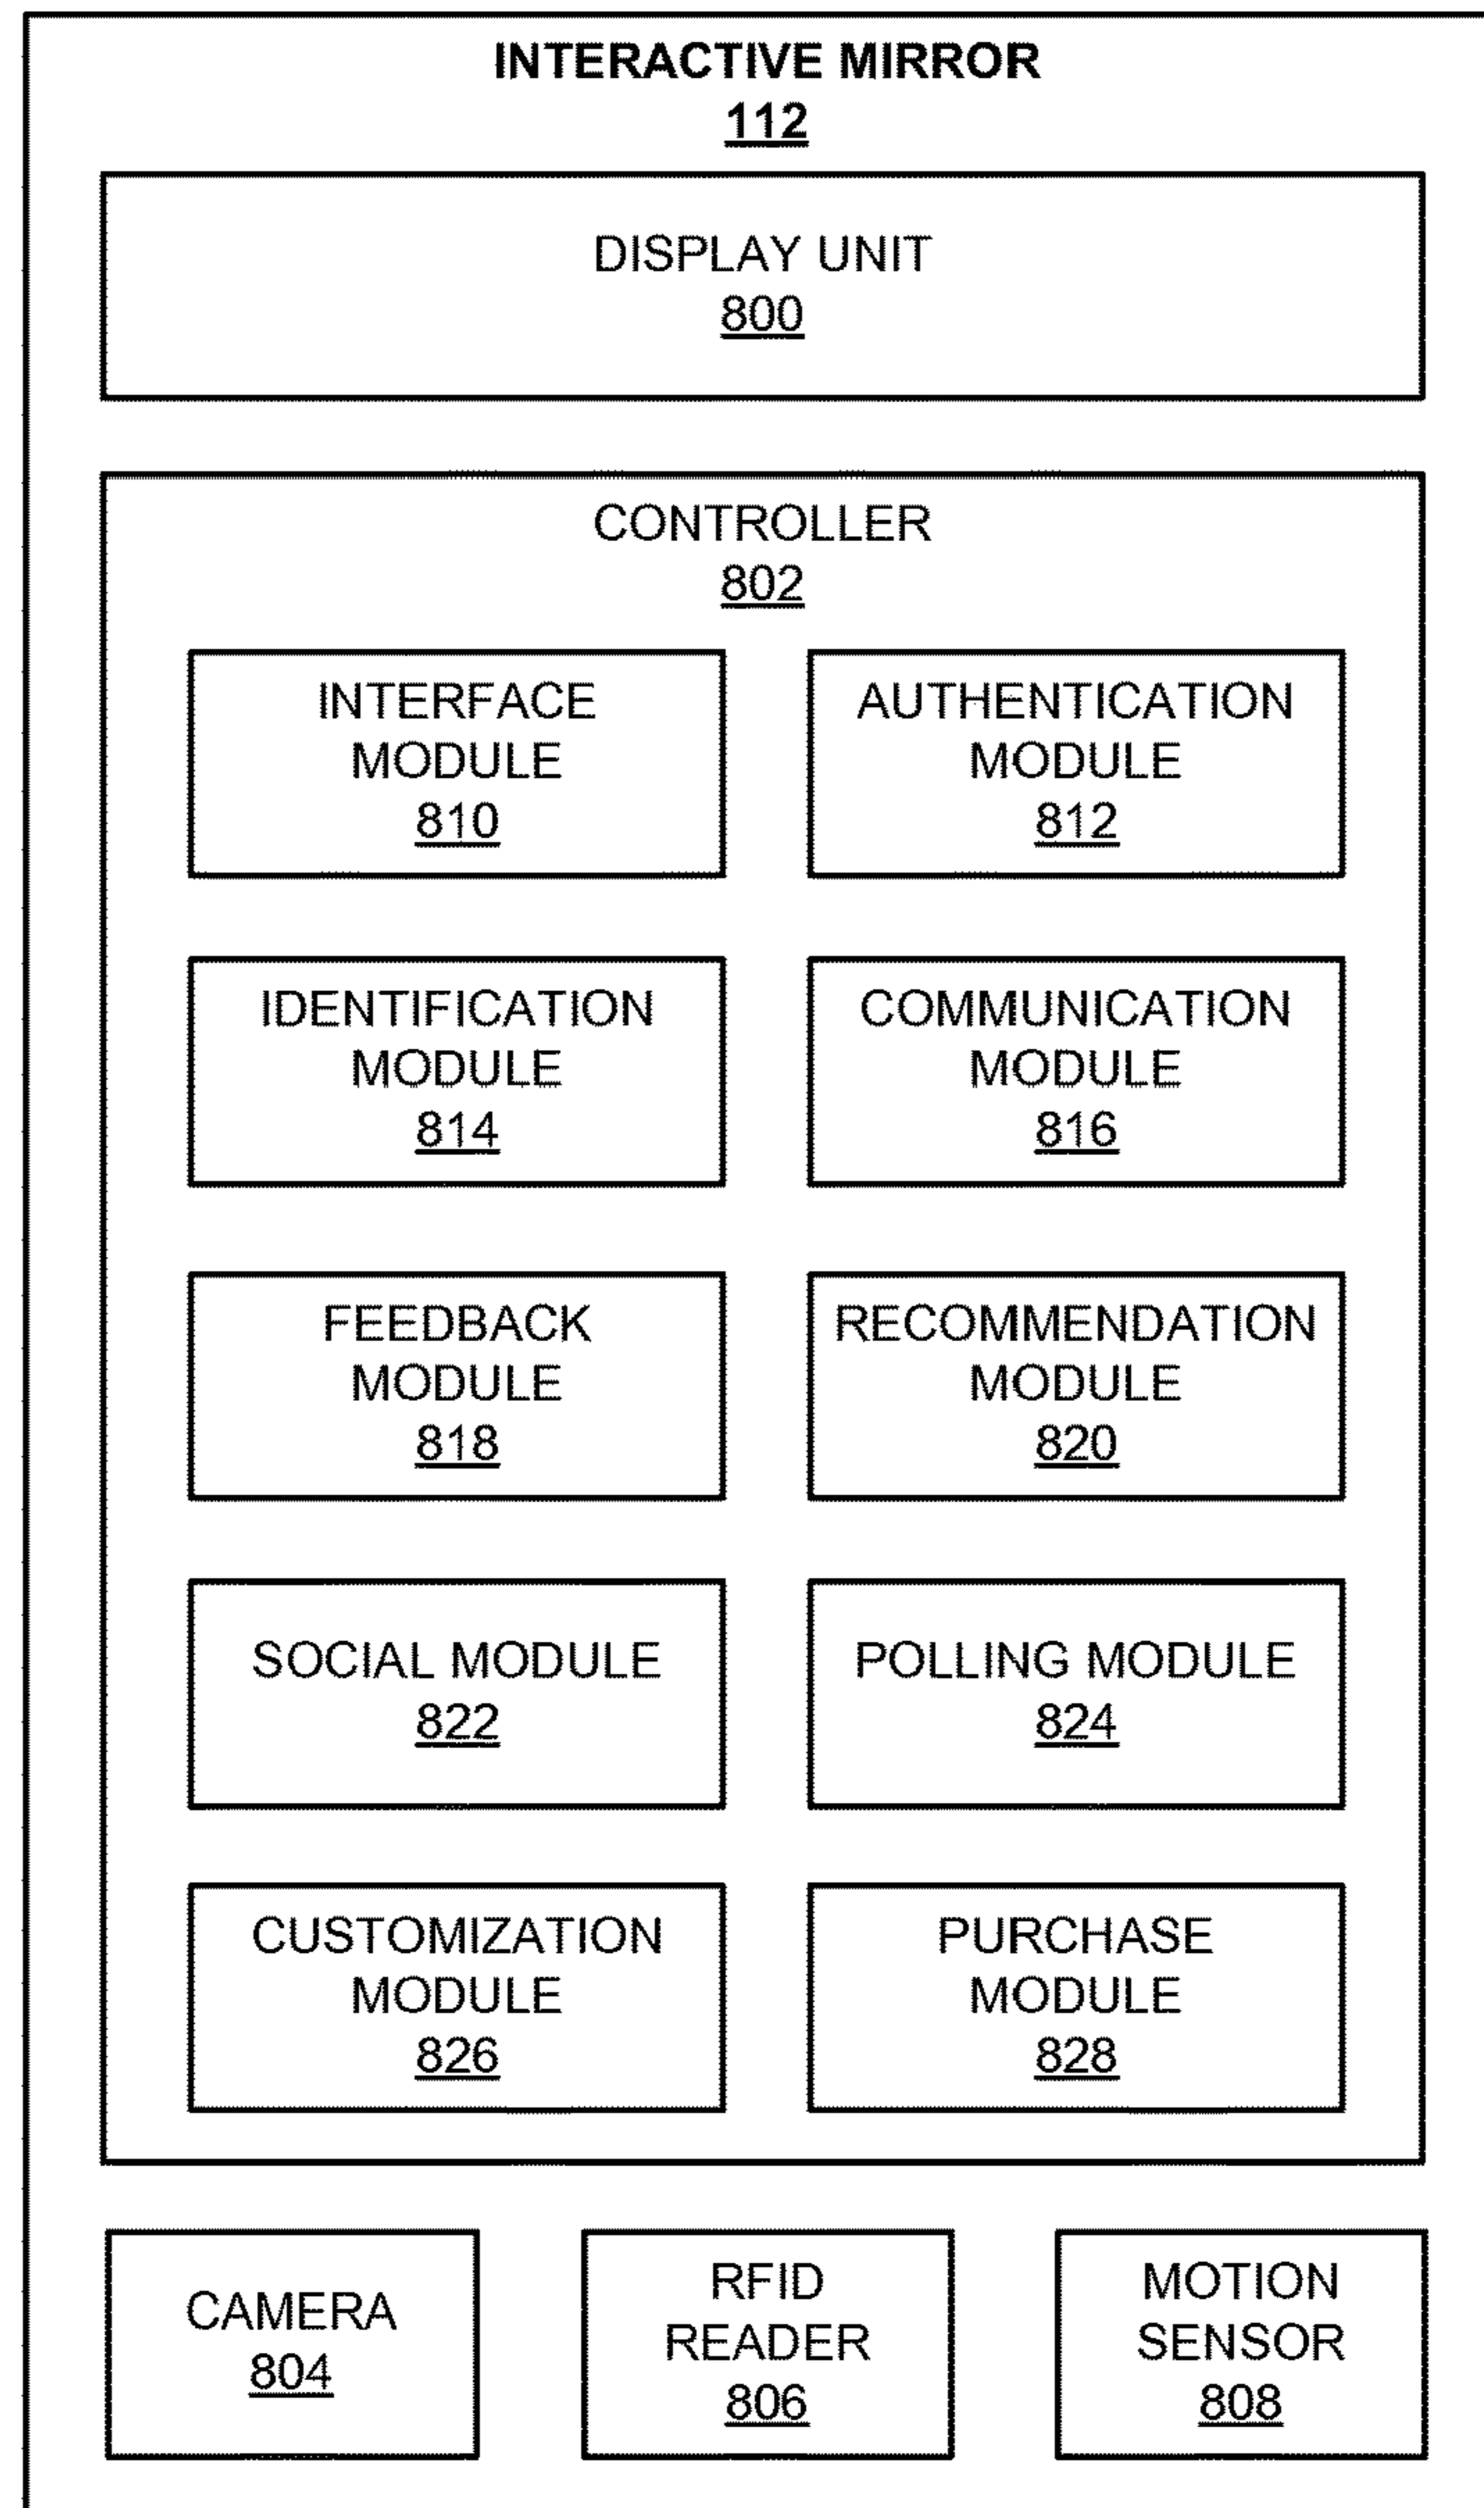 INTERACTIVE MIRROR
112
DISPLAY UNIT
800
CONTROLLER
802
INTERFACE
MODULE
810
AUTHENTICATION
MODULE
812
IDENTIFICATION
MODULE
814
COMMUNICATION
MODULE
816
FEEDBACK
MODULE
818
RECOMMENDATION
MODULE
820
SOCIAL MODULE
822
POLLING MODULE
824
CUSTOMIZATION
MODULE
826
PURCHASE
MODULE
828
CAMERA
804
RFID
READER
806
MOTION
SENSOR
808